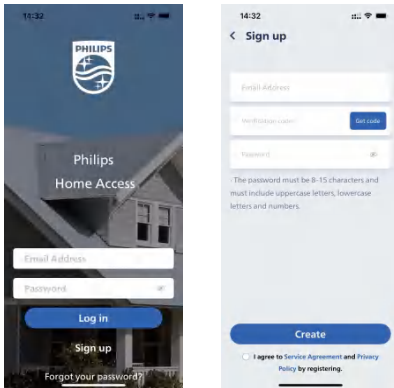 14:32
PHILIPS
Philips
Home Access
Email Address
Password
Log in
Sign up
Forgot your password?
14:32
Sign up
Email Address
Verification code
Get code
Password
The password must be 8-15 characters and
must include uppercase letters, lowercase
letters and numbers.
Create
I agree to Service Agreement and Privacy
Policy by registering.